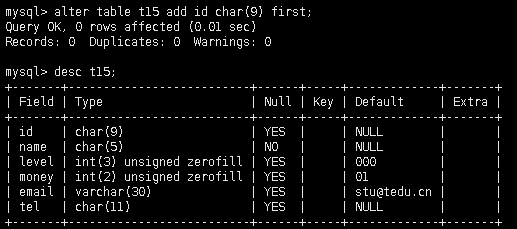 mysql> alter table t15 add id char(9) first;
Query OK, 0 rows affected (0.01 sec)
Records: 0  Duplicates: 0  Warnings: 0
mysql> desc t15;
+-------+--------------------------+------+-----+-------------+-------+
| Field | Type                     | Null | Key | Default     | Extra |
+-------+--------------------------+------+-----+-------------+-------+
| id    | char(9)                  | YES  |     | NULL        |       |
| name  | char(5)                  | NO   |     | NULL        |       |
| level | int(3) unsigned zerofill | YES  |     | 000         |       |
| money | int(2) unsigned zerofill | YES  |     | 01          |       |
| email | varchar(30)              | YES  |     | stu@tedu.cn |       |
| tel   | char(11)                 | YES  |     | NULL        |       |
+-------+--------------------------+------+-----+-------------+-------+